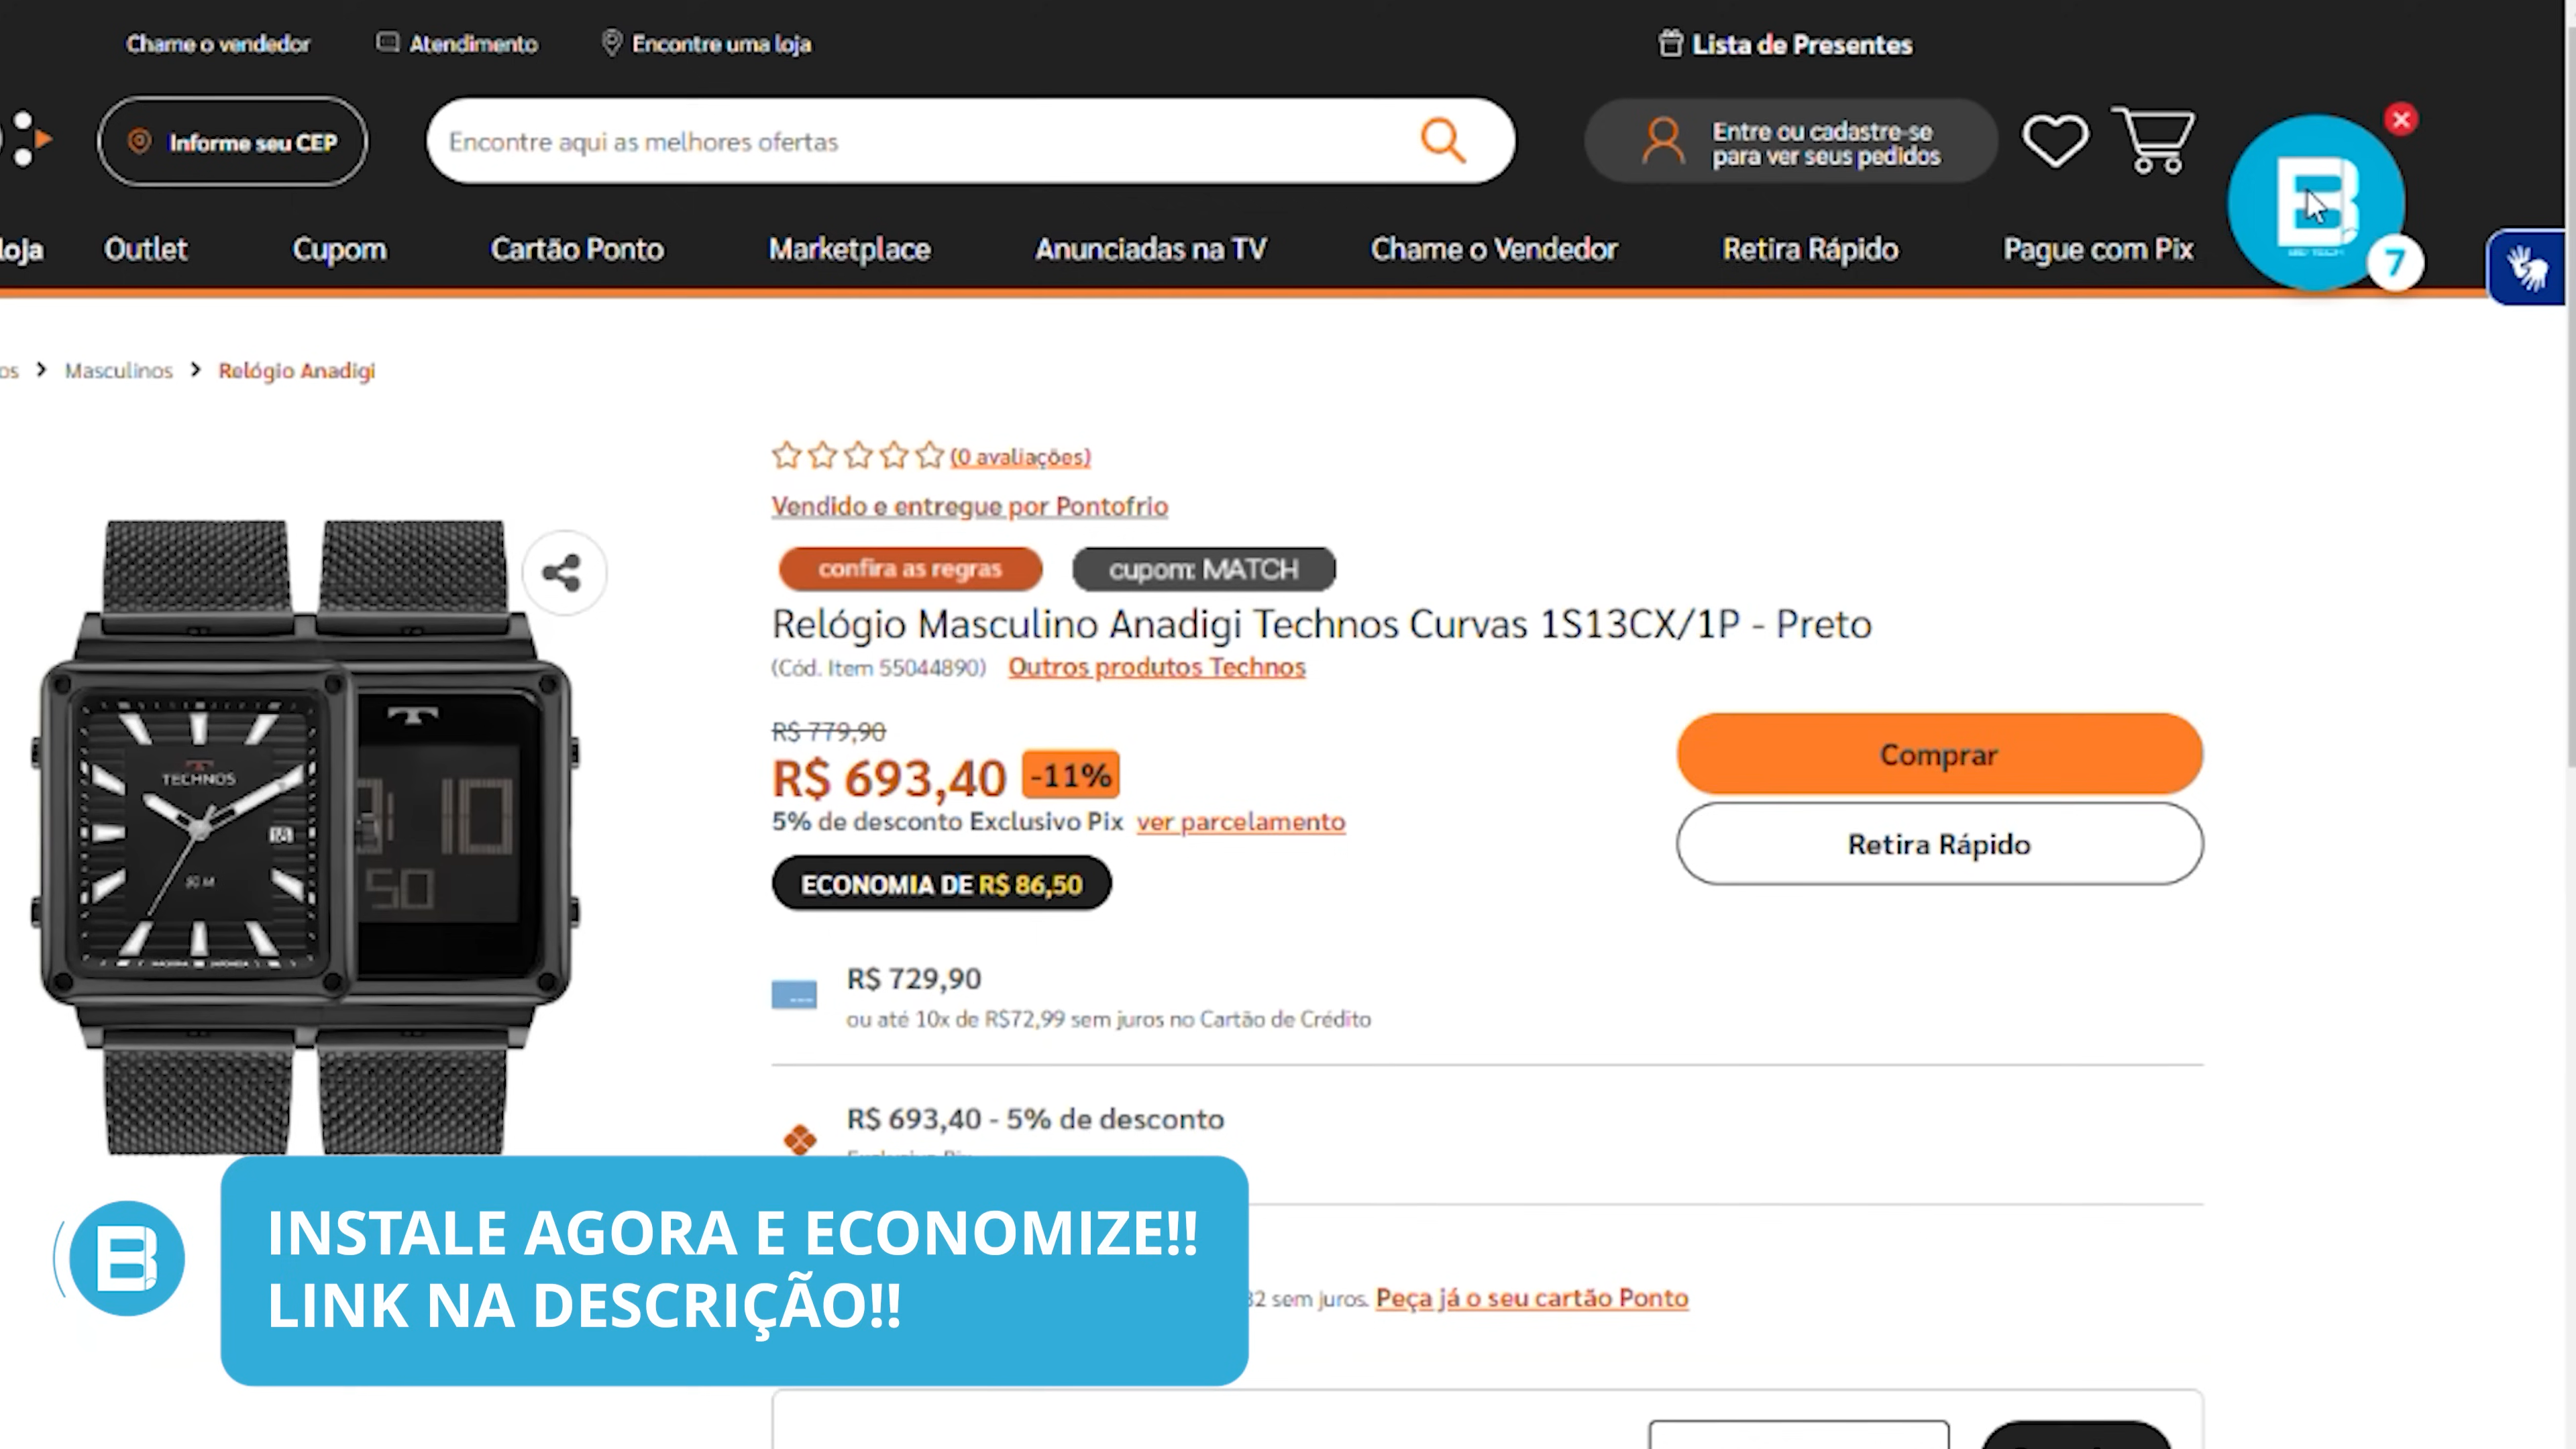 Chame o vendedor
Atendimento
Encontre uma loja
Lista de Presentes
Informe seu CEP
Encontre aqui as melhores ofertas
Entre ou cadastre-se
para ver seus pedidos
loja
Outlet
Cupom
Cartão Ponto
Marketplace
Anunciadas na TV
Chame o Vendedor
Retira Rápido
Pague com Pix
7
os > Masculinos > Relógio Anadigi
(0 avaliações)
Vendido e entregue por Pontofrio
confira as regras
cupom: MATCH
Relógio Masculino Anadigi Technos Curvas 1S13CX/1P - Preto
(Cód. Item 55044890) Outros produtos Technos
R$ 779,90
R$ 693,40 -11%
5% de desconto Exclusivo Pix ver parcelamento
ECONOMIA DE R$ 86,50
Comprar
Retira Rápido
TECHNOS
50 M
10
50
R$ 729,90
ou até 10x de R$72,99 sem juros no Cartão de Crédito
R$ 693,40 - 5% de desconto
32 sem juros. Peça já o seu cartão Ponto
B
INSTALE AGORA E ECONOMIZE!!
LINK NA DESCRIÇÃO!!